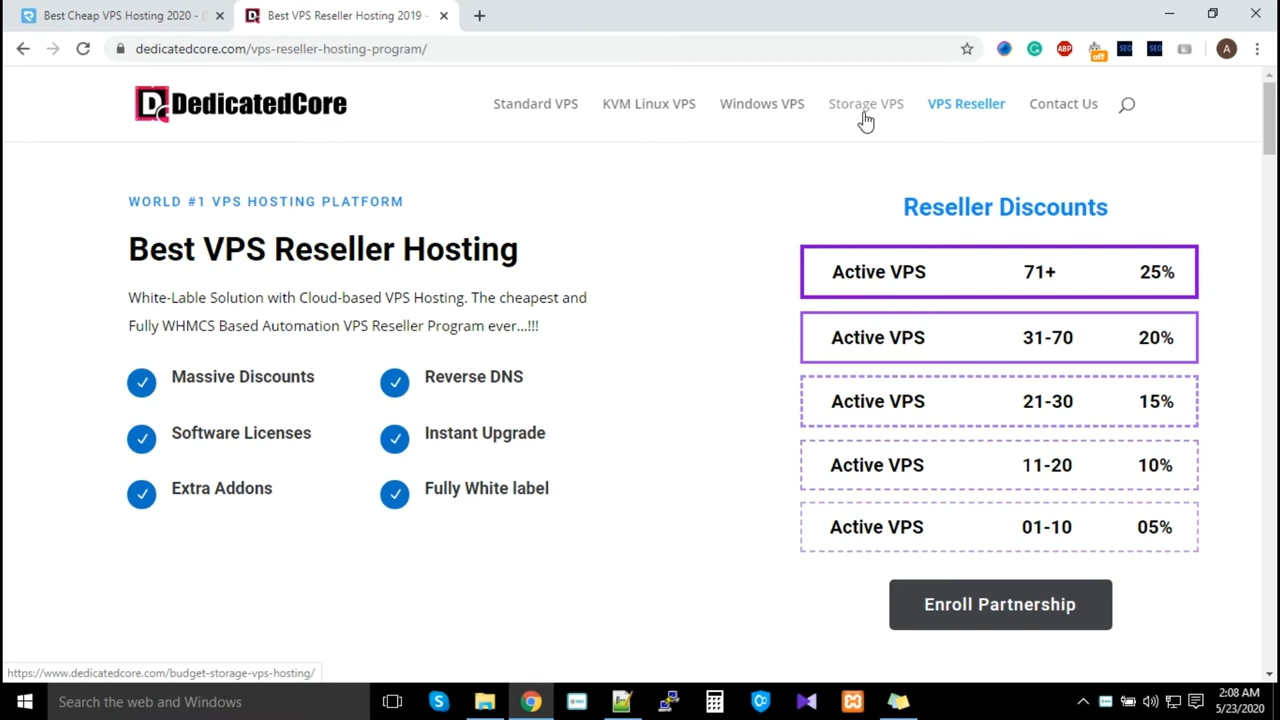 Best Cheap VPS Hosting 2020 - (
Best VPS Reseller Hosting 2019 -
dedicatedcore.com/vps-reseller-hosting-program/
ABP
off
SEO
SEO
A
DedicatedCore
Standard VPS
KVM Linux VPS
Windows VPS
Storage VPS
VPS Reseller
Contact Us
WORLD #1 VPS HOSTING PLATFORM
Best VPS Reseller Hosting
White-Lable Solution with Cloud-based VPS Hosting. The cheapest and
Fully WHMCS Based Automation VPS Reseller Program ever...!!!
Massive Discounts
Reverse DNS
Software Licenses
Instant Upgrade
Extra Addons
Fully White label
Reseller Discounts
Active VPS 71+ 25%
Active VPS 31-70 20%
Active VPS 21-30 15%
Active VPS 11-20 10%
Active VPS 01-10 05%
Enroll Partnership
https://www.dedicatedcore.com/budget-storage-vps-hosting/
Search the web and Windows
2:08 AM
5/23/2020